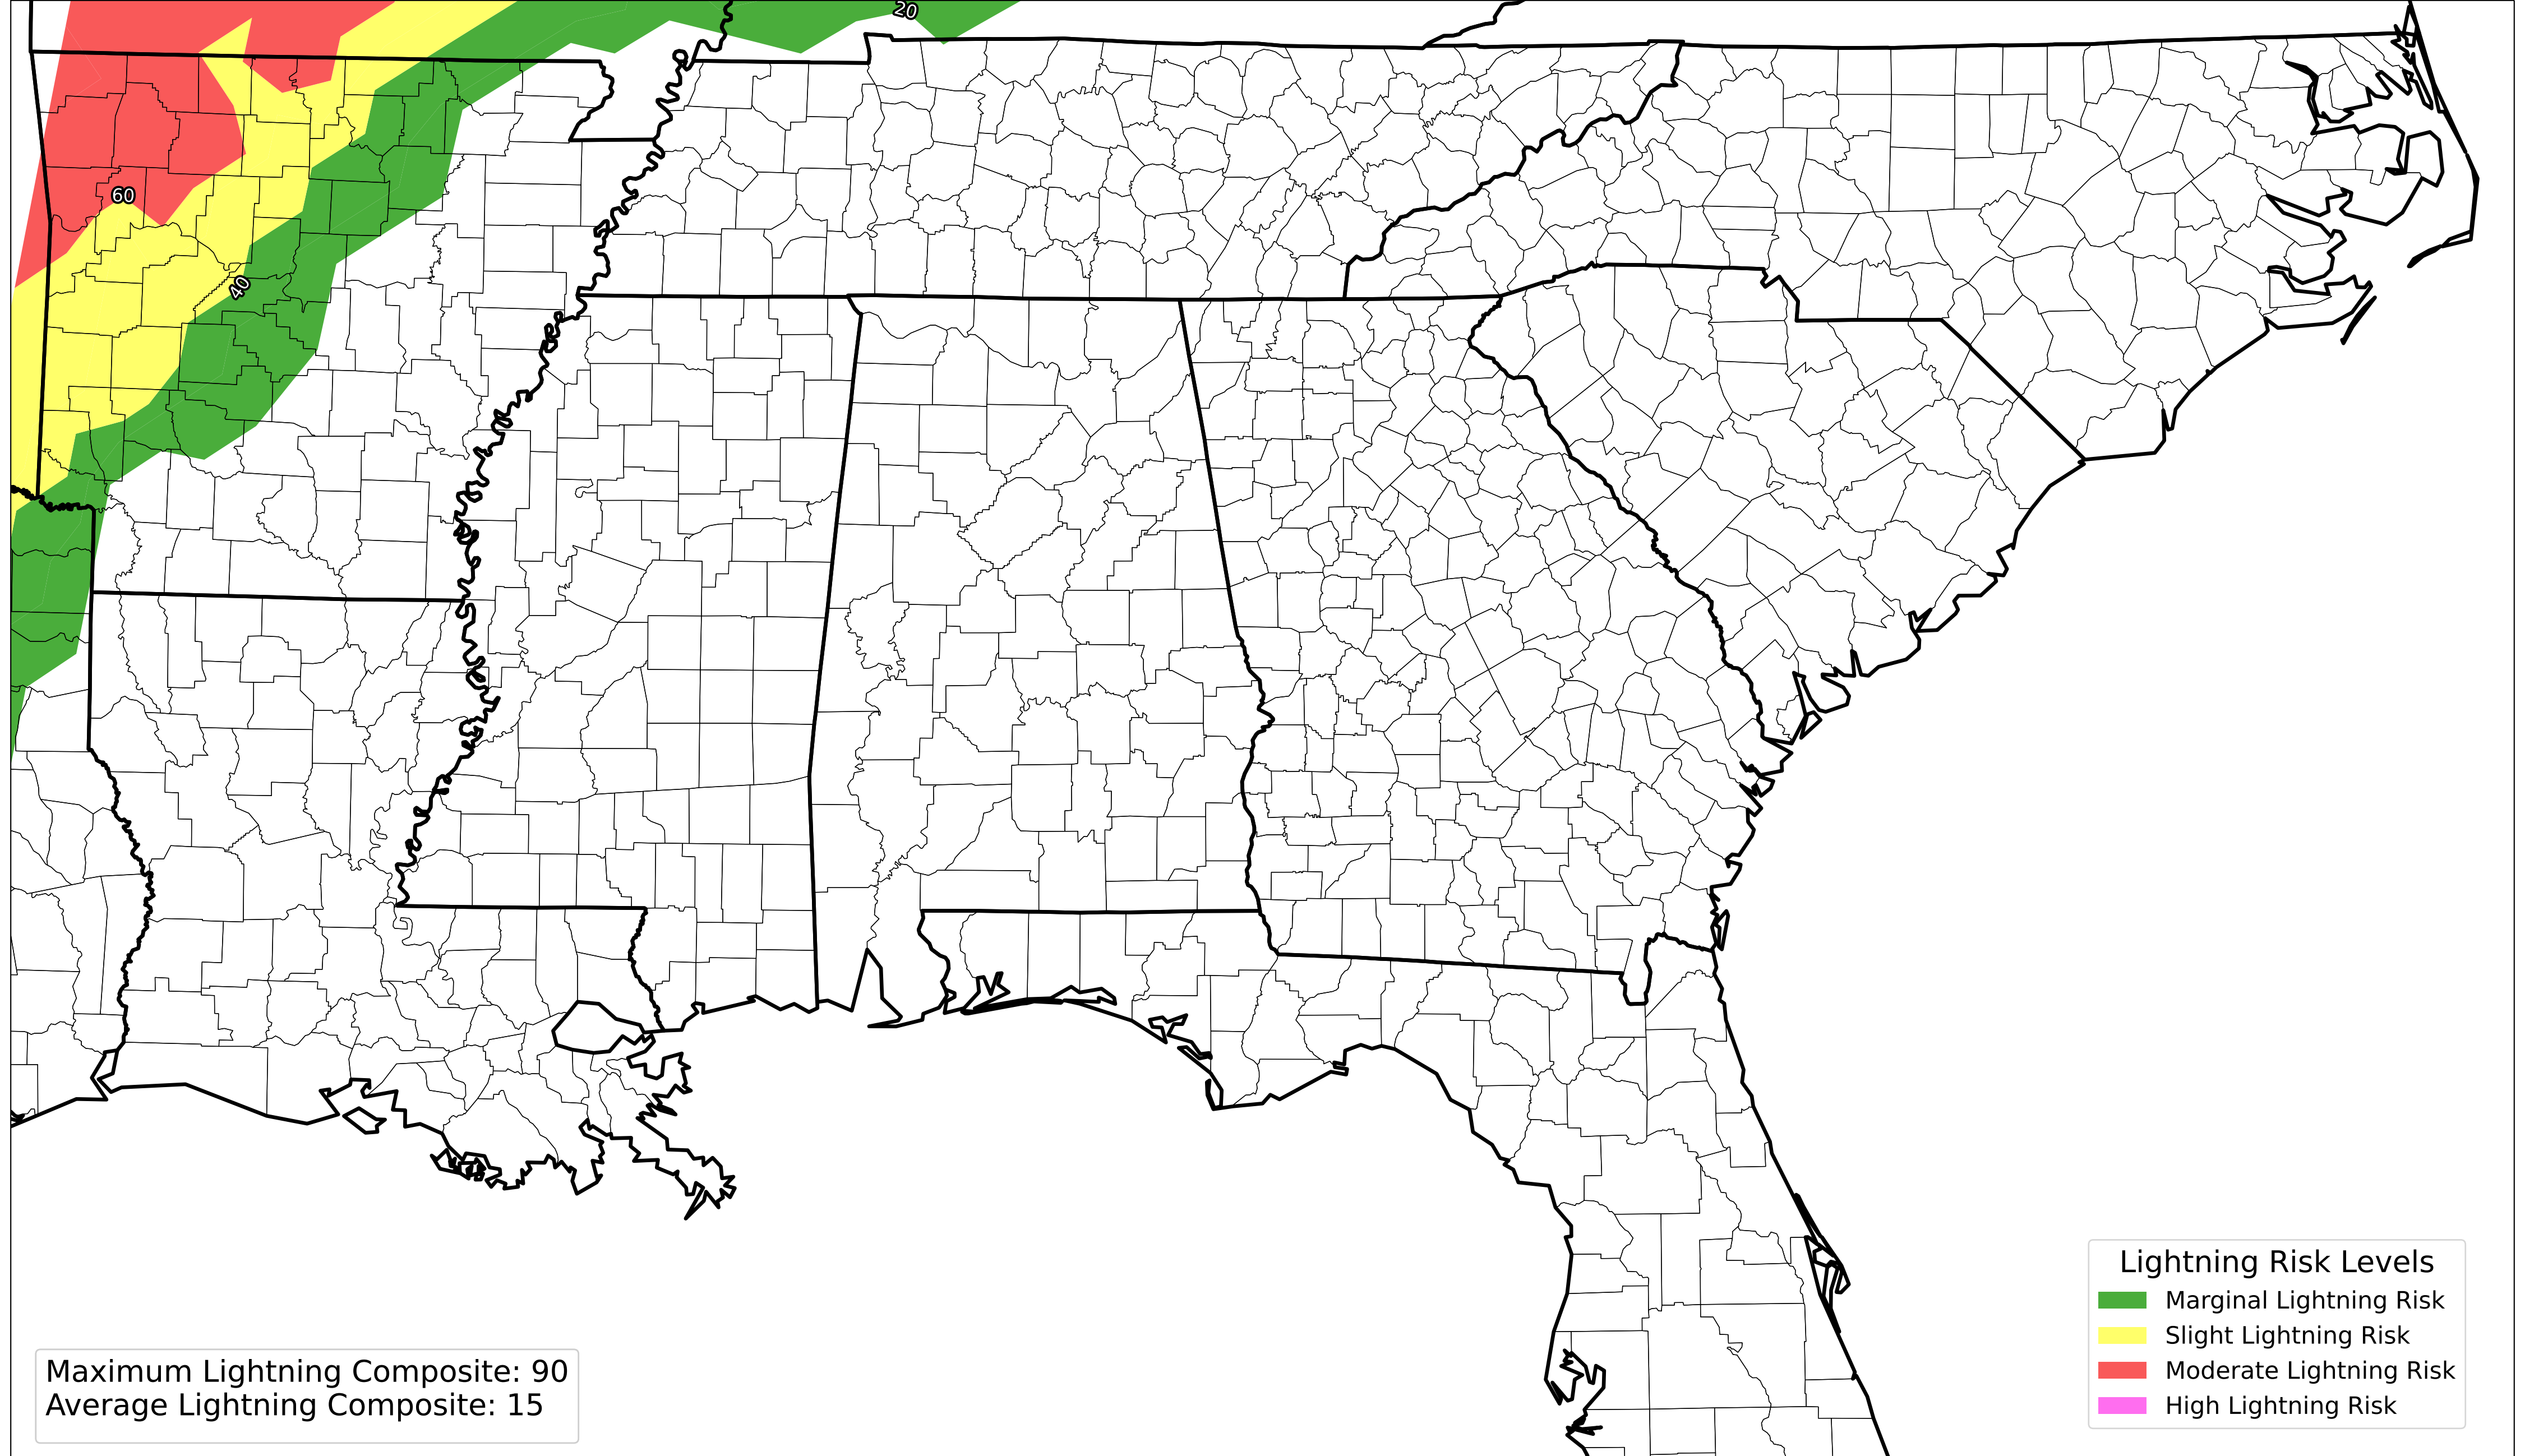 20
60
40
Lightning Risk Levels
Marginal Lightning Risk
Slight Lightning Risk
Moderate Lightning Risk
High Lightning Risk
Maximum Lightning Composite: 90
Average Lightning Composite: 15